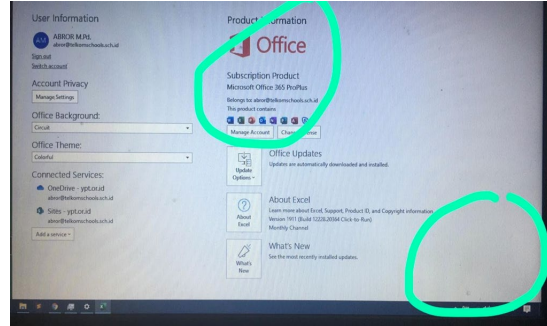 User Information
ABROR M.Pd.
abror@telkomschools.sch.id
Sign out
Switch account
Account Privacy
Manage Settings
Office Background:
Circuit
Office Theme:
Colorful
Connected Services:
OneDrive - ypt.or.id
abror@telkomschools.sch.id
Sites - ypt.or.id
abror@telkomschools.sch.id
Add a service
Product Information
Office
Subscription Product
Microsoft Office 365 ProPlus
Belongs to: abror@telkomschools.sch.id
This product contains
Manage Account
Change License
Update
Options
Office Updates
Updates are automatically downloaded and installed.
About
Excel
About Excel
Learn more about Excel, Support, Product ID, and Copyright information.
Version 1911 (Build 12228.20364 Click-to-Run)
Monthly Channel
What's
New
What's New
See the most recently installed updates.